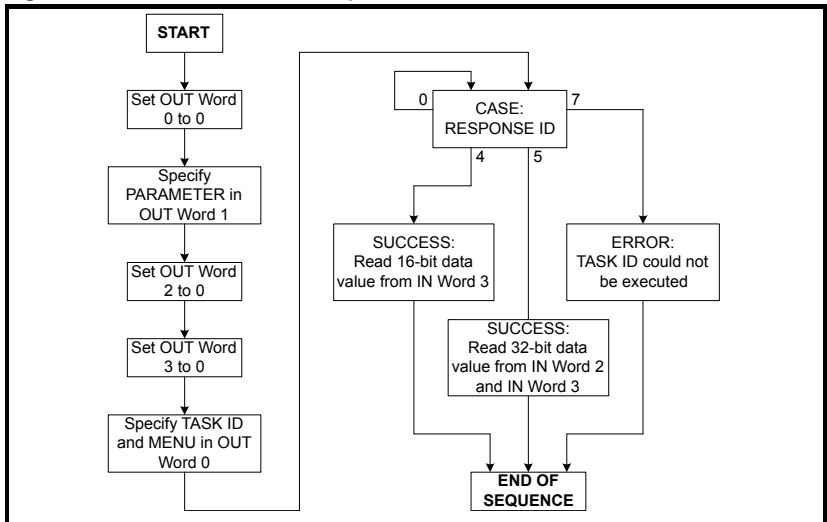 START
Set OUT Word
0 to 0
Specify
PARAMETER in
OUT Word 1
Set OUT Word
2 to 0
Set OUT Word
3 to 0
Specify TASK ID
and MENU in OUT
Word 0
0
CASE:
RESPONSE ID
7
4
5
SUCCESS:
Read 16-bit data
value from IN Word 3
ERROR:
TASK ID could not
be executed
SUCCESS:
Read 32-bit data
value from IN Word 2
and IN Word 3
END OF
SEQUENCE